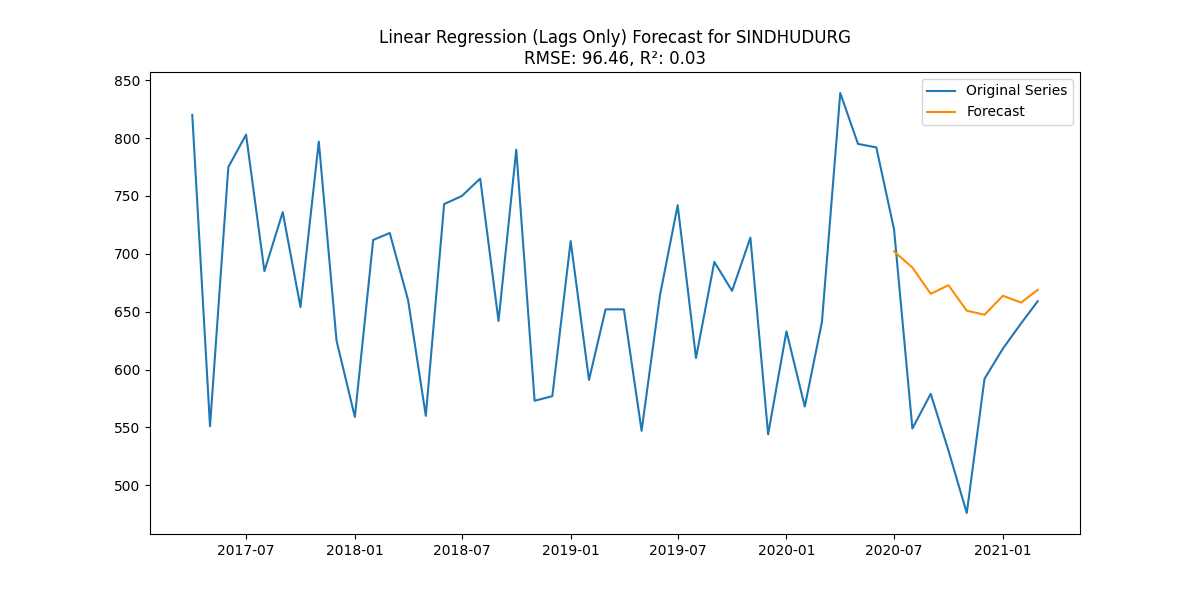 Linear Regression (Lags Only) Forecast for SINDHUDURG
RMSE: 96.46, R²: 0.03
Original Series
Forecast
850
800
750
700
650
600
550
500
2017-07 2018-01 2018-07 2019-01 2019-07 2020-01 2020-07 2021-01